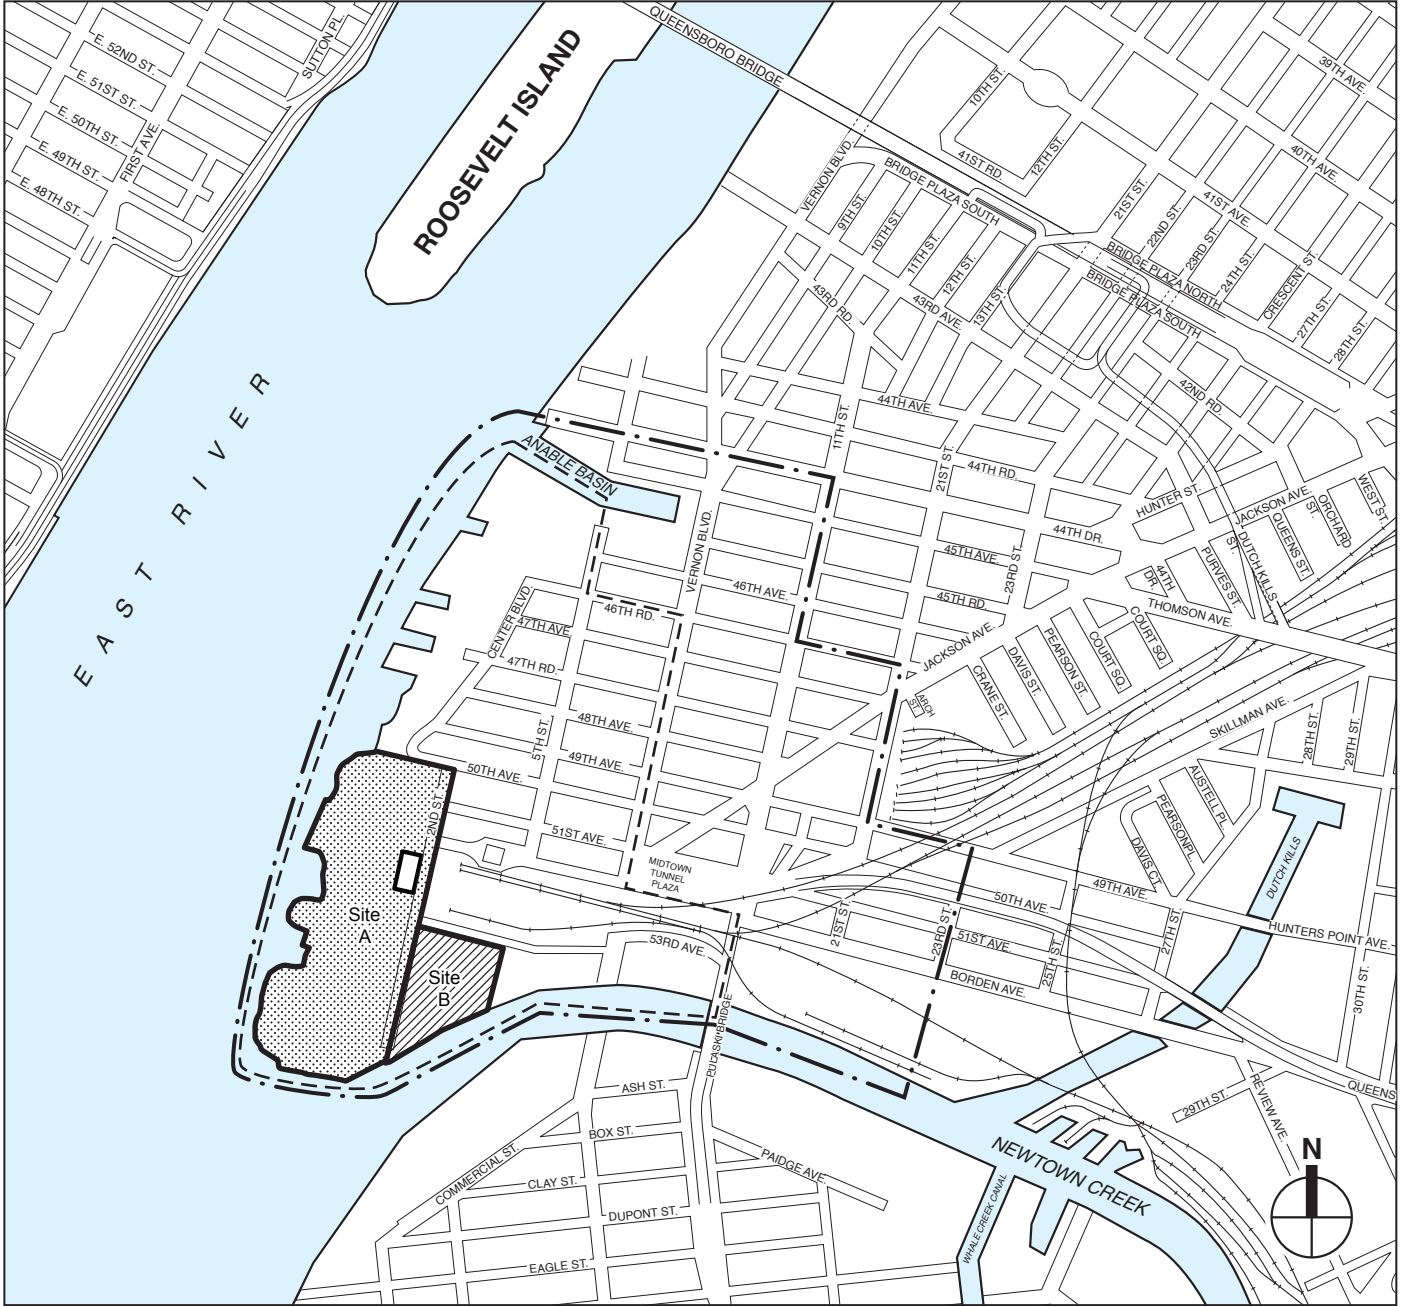 E. 52ND ST.
E. 51ST ST.
E. 50TH ST.
E. 49TH ST.
E. 48TH ST.
FIRST AVE.
SUTTON PL.
ROOSEVELT ISLAND
EAST RIVER
QUEENSBORO BRIDGE
VERNON BLVD.
10TH ST.
12TH ST.
41ST RD.
39TH AVE.
40TH AVE.
41ST AVE.
BRIDGE PLAZA SOUTH
9TH ST.
10TH ST.
11TH ST.
12TH ST.
13TH ST.
21ST ST.
22ND ST.
23RD ST.
24TH ST.
CRESCENT ST.
27TH ST.
28TH ST.
BRIDGE PLAZA NORTH
BRIDGE PLAZA SOUTH
43RD RD.
43RD AVE.
42ND RD.
44TH AVE.
11TH ST.
21ST ST.
44TH RD.
HUNTER ST.
JACKSON AVE.
ORCHARD
ST.
WEST ST.
QUEENS ST.
DUTCH KILLS
ST.
PURVES ST.
44TH
DR.
44TH DR.
ANABLE BASIN
VERNON BLVD.
45TH AVE.
23RD ST.
45TH RD.
46TH AVE.
46TH RD.
THOMSON AVE.
CENTER BLVD.
47TH AVE.
47TH RD.
JACKSON AVE.
COURT SQ.
COURT SQ.
PEARSON ST.
DAVIS ST.
CRANE ST.
ARCH
ST.
48TH AVE.
5TH ST.
49TH AVE.
50TH AVE.
SKILLMAN AVE.
28TH ST.
29TH ST.
2ND ST.
51ST AVE.
AUSTELL PL.
PEARSONPL.
DAVIS CT.
DUTCH KILLS
MIDTOWN
TUNNEL
PLAZA
49TH AVE.
50TH AVE.
21ST ST.
23RD ST.
51ST AVE.
25TH ST.
27TH ST.
HUNTERS POINT AVE.
Site
A
Site
B
53RD AVE.
BORDEN AVE.
30TH ST.
PULASKI BRIDGE
QUEENS
29TH ST.
REVIEW AVE.
ASH ST.
BOX ST.
COMMERCIAL ST.
CLAY ST.
PAIDGE AVE.
DUPONT ST.
EAGLE ST.
WHALE CREEK CANAL
NEWTOWN CREEK
N